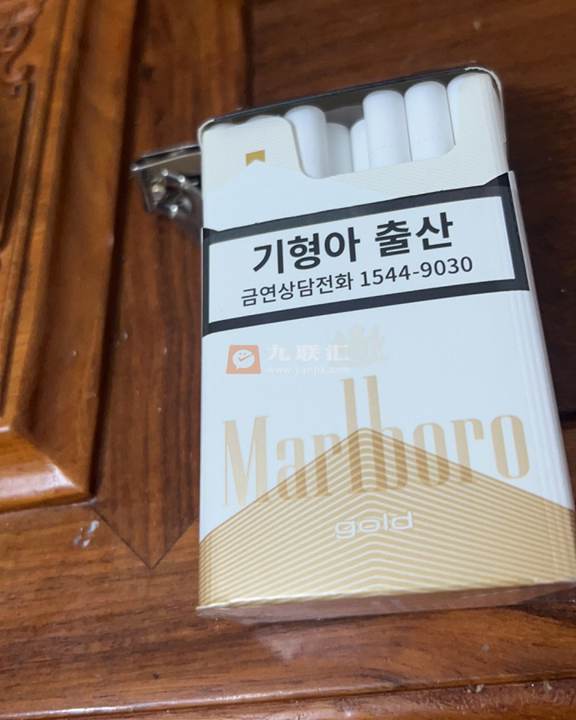 기형아 출산
금연상담전화 1544-9030
九联汇
Marlboro
gold